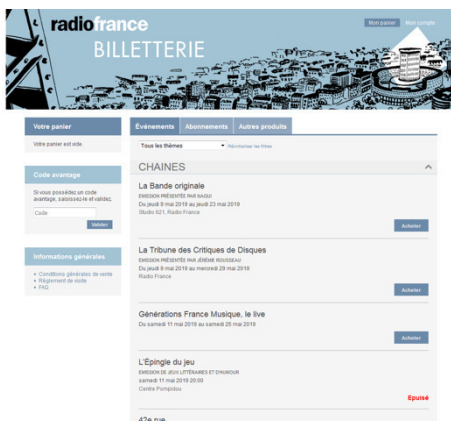 radiofrance
BILLETTERIE
Mon panier
Mon compte
Votre panier
Votre panier est vide.
Code avantage
Si vous possédez un code
avantage, saisissez-le et validez.
Code
Valider
Informations générales
Conditions générales de vente
Règlement de visite
FAQ
Événements
Abonnements
Autres produits
Tous les thèmes
Réinitialiser les filtres
CHAINES
La Bande originale
EMISSION PRÉSENTÉE PAR NAGUI
Du jeudi 9 mai 2019 au jeudi 23 mai 2019
Studio 621, Radio France
Acheter
La Tribune des Critiques de Disques
EMISSION PRÉSENTÉE PAR JÉRÉMIE ROUSSEAU
Du jeudi 9 mai 2019 au mercredi 29 mai 2019
Radio France
Acheter
Générations France Musique, le live
Du samedi 11 mai 2019 au samedi 25 mai 2019
Acheter
L'Épingle du jeu
EMISSION DE JEUX LITTÉRAIRES ET D'HUMOUR
samedi 11 mai 2019 20:00
Centre Pompidou
Epuisé
42e rue